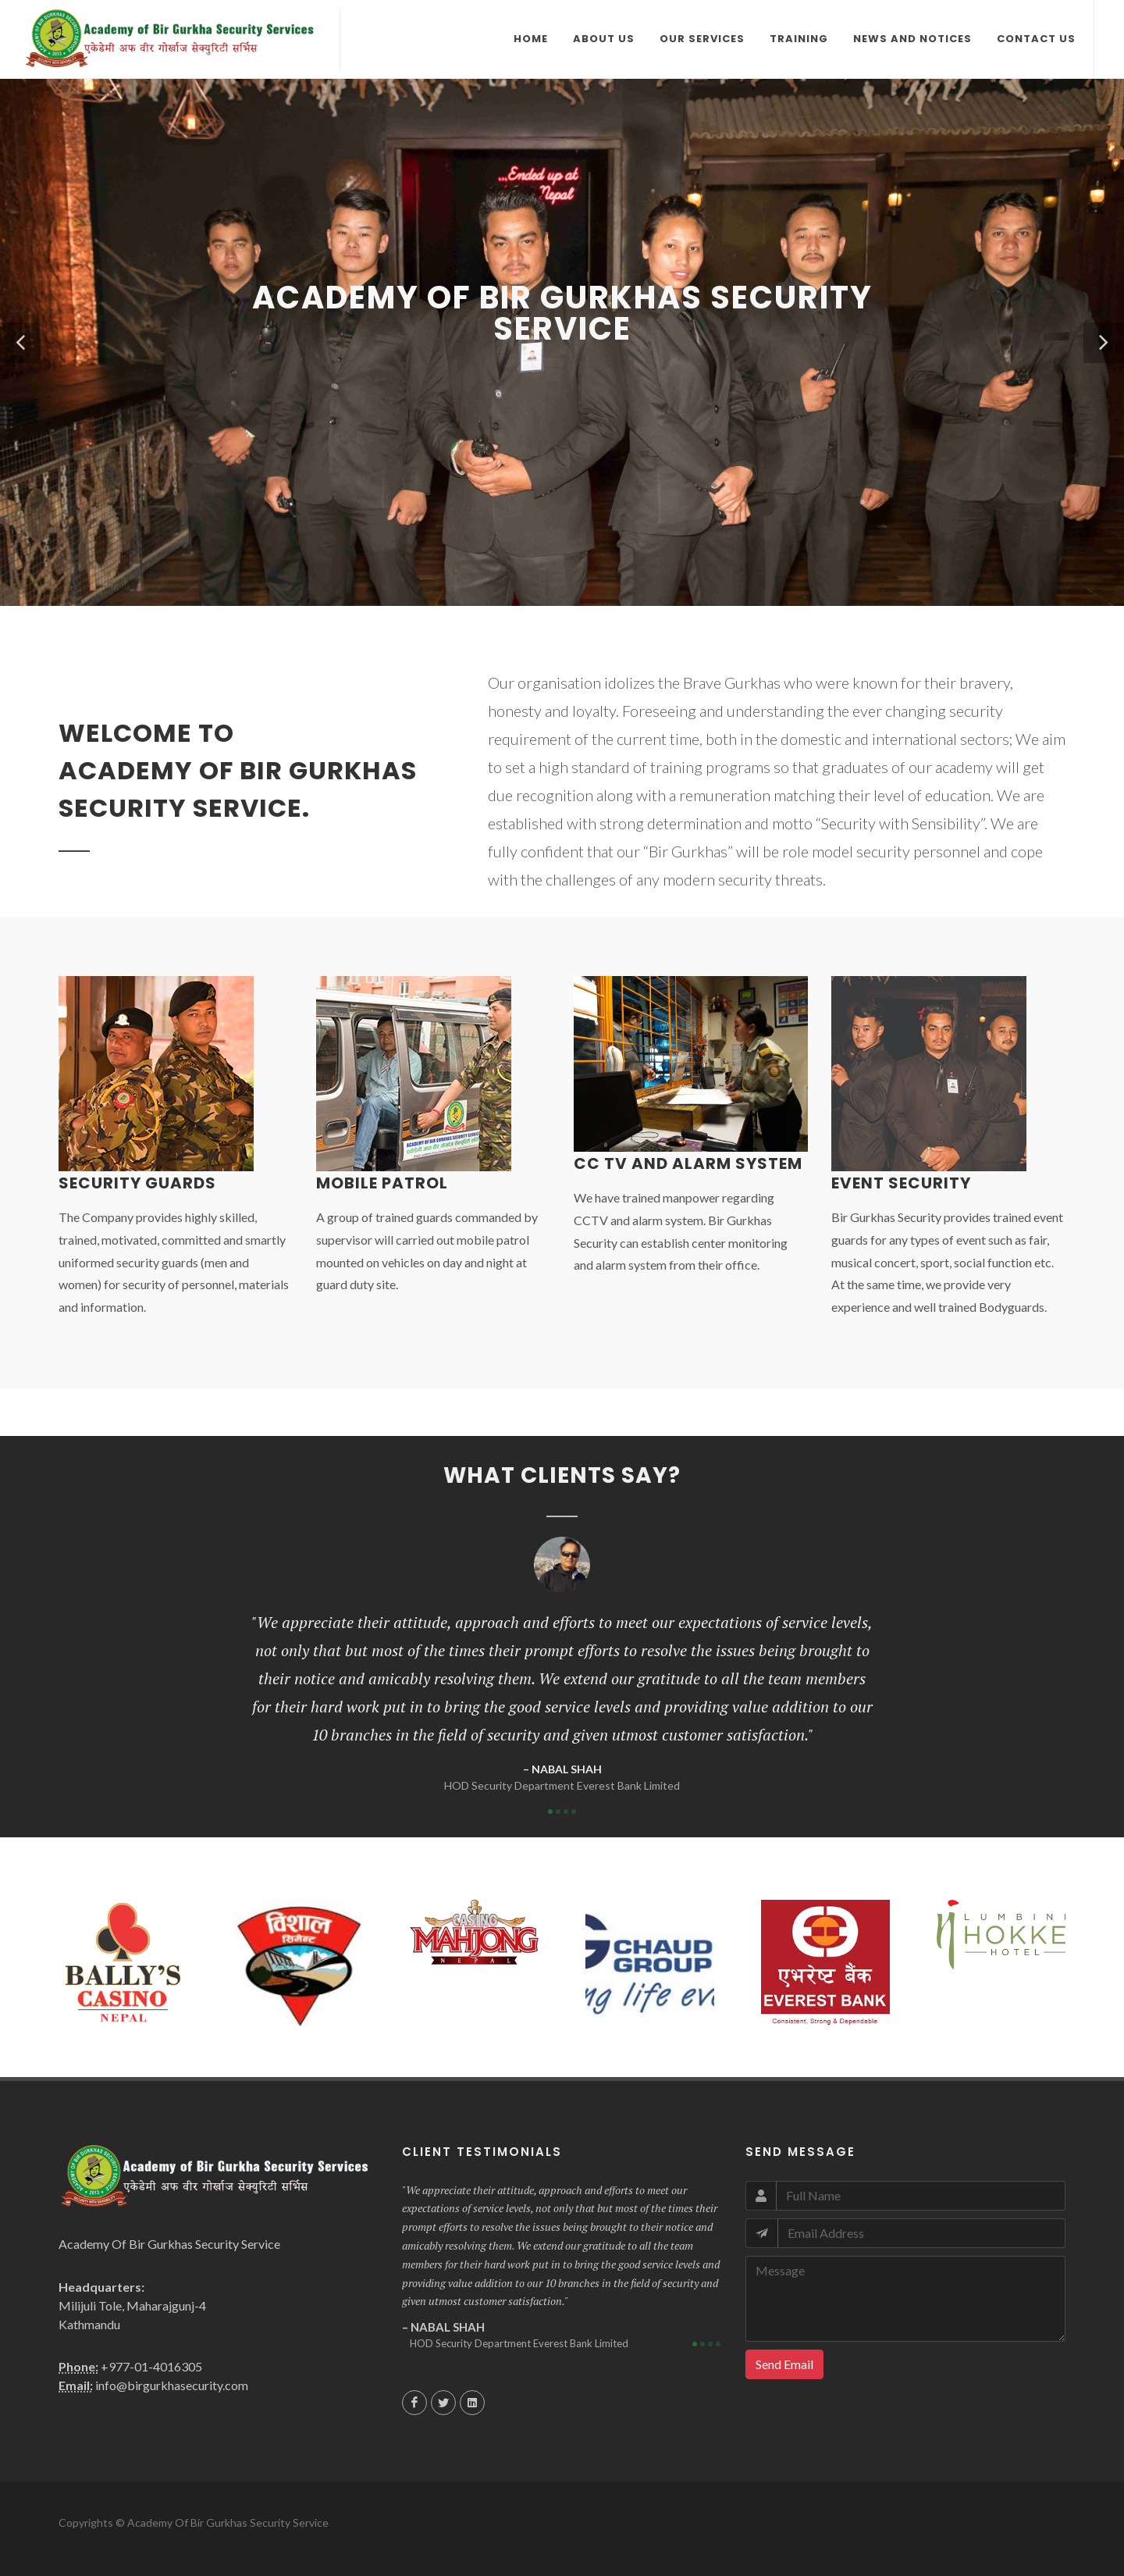 Academy of Bir Gurkha Security Services
एकेडेमी अफ वीर गोर्खाज सेक्युरिटी सर्भिस
HOME ABOUT US OUR SERVICES TRAINING NEWS AND NOTICES CONTACT US
...Ended up at
Nepal
ACADEMY OF BIR GURKHAS SECURITY
SERVICE
WELCOME TO
ACADEMY OF BIR GURKHAS
SECURITY SERVICE.
Our organisation idolizes the Brave Gurkhas who were known for their bravery,
honesty and loyalty. Foreseeing and understanding the ever changing security
requirement of the current time, both in the domestic and international sectors; We aim
to set a high standard of training programs so that graduates of our academy will get
due recognition along with a remuneration matching their level of education. We are
established with strong determination and motto “Security with Sensibility”. We are
fully confident that our “Bir Gurkhas” will be role model security personnel and cope
with the challenges of any modern security threats.
SECURITY GUARDS
The Company provides highly skilled,
trained, motivated, committed and smartly
uniformed security guards (men and
women) for security of personnel, materials
and information.
ACADEMY OF BIR GURKHAS SECURITY SERVICE
MOBILE PATROL
A group of trained guards commanded by
supervisor will carried out mobile patrol
mounted on vehicles on day and night at
guard duty site.
CC TV AND ALARM SYSTEM
We have trained manpower regarding
CCTV and alarm system. Bir Gurkhas
Security can establish center monitoring
and alarm system from their office.
EVENT SECURITY
Bir Gurkhas Security provides trained event
guards for any types of event such as fair,
musical concert, sport, social function etc.
At the same time, we provide very
experience and well trained Bodyguards.
WHAT CLIENTS SAY?
"We appreciate their attitude, approach and efforts to meet our expectations of service levels,
not only that but most of the times their prompt efforts to resolve the issues being brought to
their notice and amicably resolving them. We extend our gratitude to all the team members
for their hard work put in to bring the good service levels and providing value addition to our
10 branches in the field of security and given utmost customer satisfaction."
– NABAL SHAH
HOD Security Department Everest Bank Limited
BALLY'S
CASINO
NEPAL
विशाल
सिमेन्ट
CASINO
MAHJONG
NEPAL
G CHAUD
GROUP
ng life eve
एभरेष्ट बैंक
EVEREST BANK
Consistent, Strong & Dependable
LUMBINI
HOKKE
HOTEL
Academy of Bir Gurkha Security Services
एकेडेमी अफ वीर गोर्खाज सेक्युरिटी सर्भिस
Academy Of Bir Gurkhas Security Service
Headquarters:
Milijuli Tole, Maharajgunj-4
Kathmandu
Phone: +977-01-4016305
Email: info@birgurkhasecurity.com
CLIENT TESTIMONIALS
"We appreciate their attitude, approach and efforts to meet our
expectations of service levels, not only that but most of the times their
prompt efforts to resolve the issues being brought to their notice and
amicably resolving them. We extend our gratitude to all the team
members for their hard work put in to bring the good service levels and
providing value addition to our 10 branches in the field of security and
given utmost customer satisfaction."
– NABAL SHAH
HOD Security Department Everest Bank Limited
SEND MESSAGE
Full Name
Email Address
Message
Send Email
Copyrights © Academy Of Bir Gurkhas Security Service